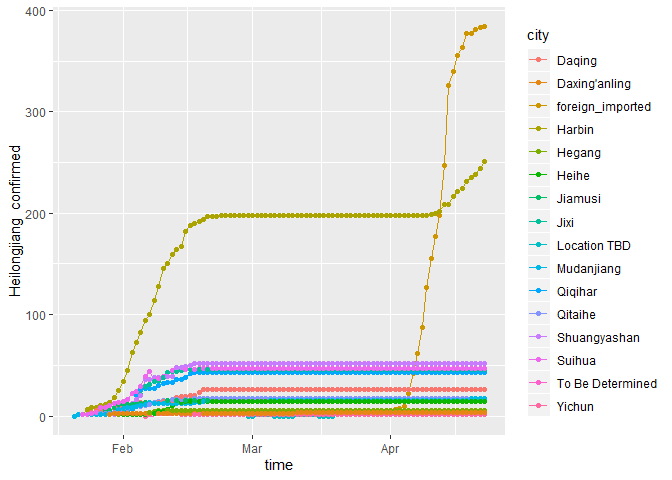 400
300
200
100
0
Heilongjiang_confirmed
Feb
Mar
Apr
time
city
Daqing
Daxing'anling
foreign_imported
Harbin
Hegang
Heihe
Jiamusi
Jixi
Location TBD
Mudanjiang
Qiqihar
Qitaihe
Shuangyashan
Suihua
To Be Determined
Yichun